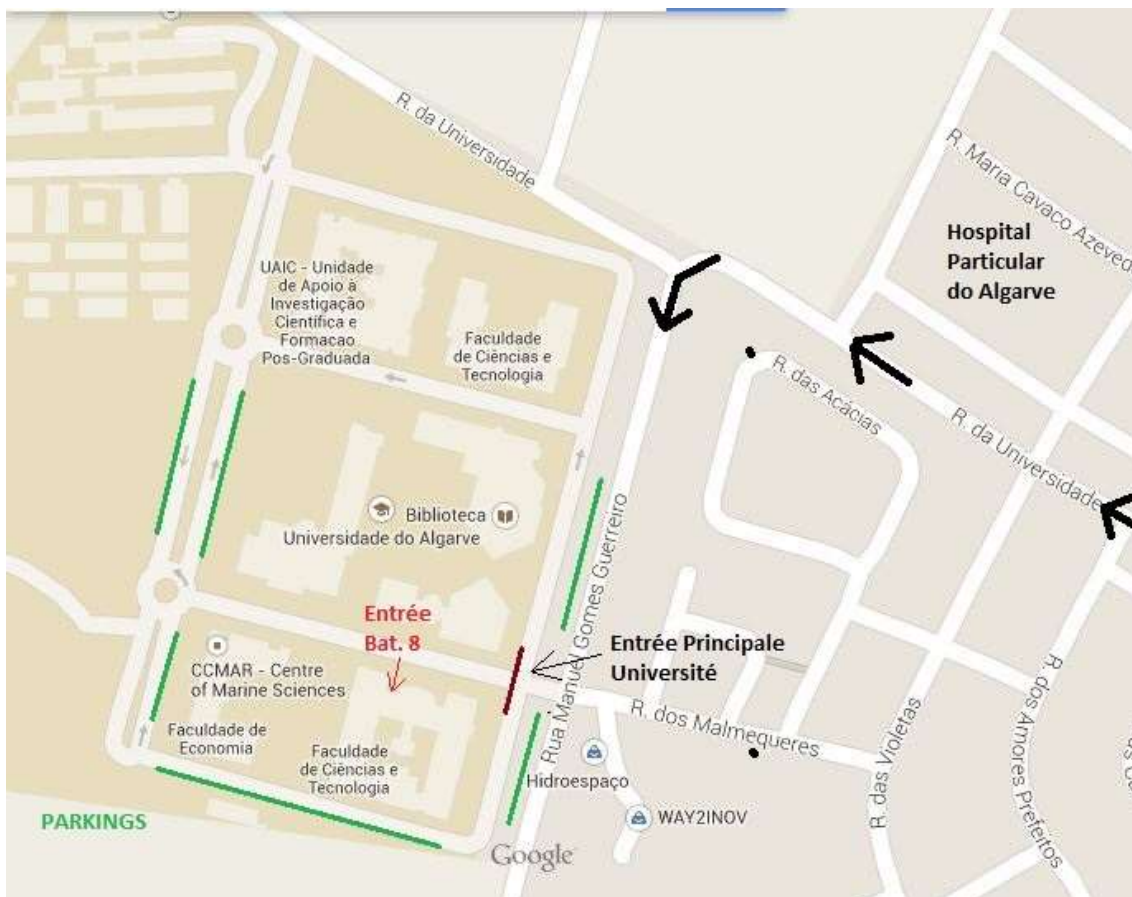 R. da Universidade
R. Maria Cavaco Azeved
Hospital
Particular
do Algarve
UAIC - Unidade
de Apoio à
Investigação
Científica e
Formacao
Pos-Graduada
Faculdade
de Ciências e
Tecnologia
R. das Acácias
R. da Universidade
Biblioteca
Universidade do Algarve
Rua Manuel Gomes Guerreiro
Entrée
Bat. 8
Entrée Principale
Université
CCMAR - Centre
of Marine Sciences
R. dos Malmequeres
R. das Violetas
R. dos Amores Prefeitos
Faculdade de
Economia
Faculdade
de Ciências e
Tecnologia
Hidroespaço
WAY2INOV
PARKINGS
Google